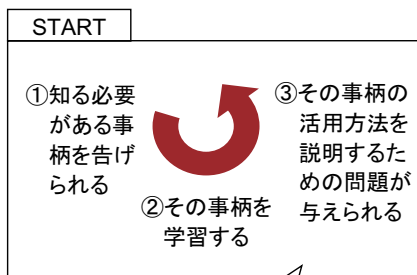 START
①知る必要
がある事
柄を告げ
られる
②その事柄を
学習する
③その事柄の
活用方法を
説明するた
めの問題が
与えられる